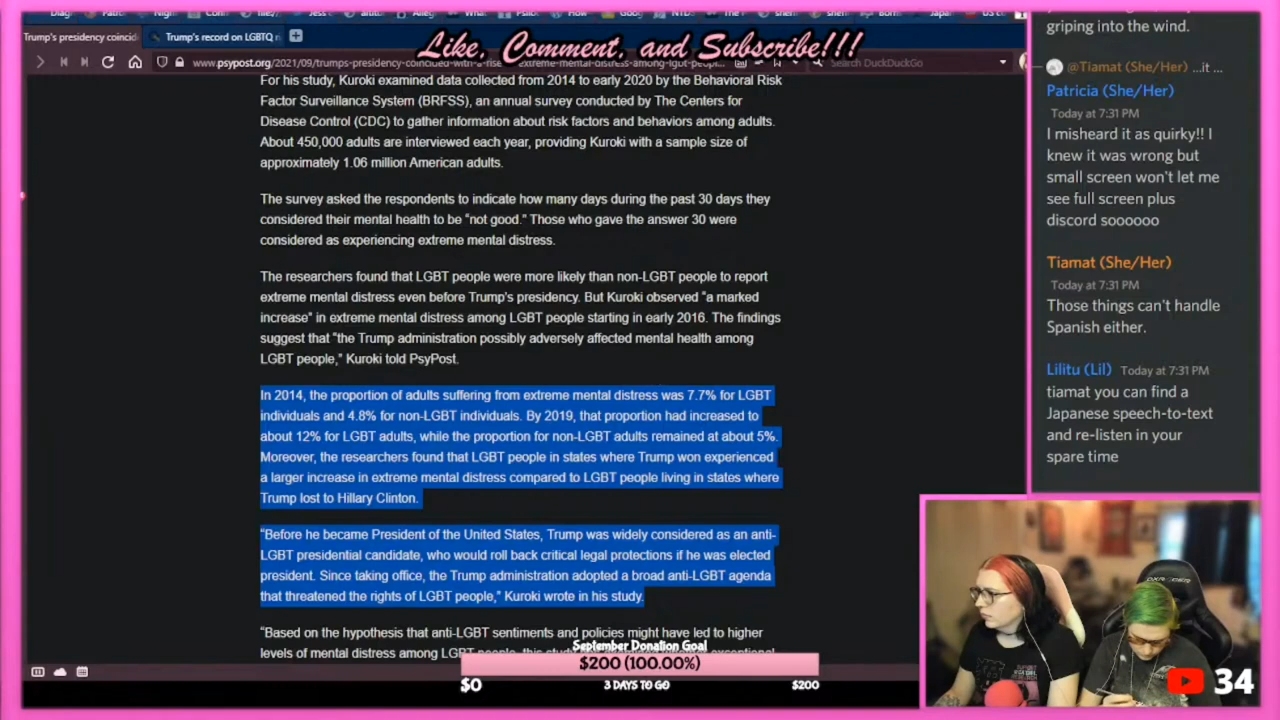 Like, Comment, and Subscribe!!!
Trump's presidency coincid
Trump's record on LGBTQ r
www.psypost.org/2021/09/trumps-presidency-coincided-with-a-rise
extreme-mental-distress-among-lgbt-peop...
Search DuckDuckGo
For his study, Kuroki examined data collected from 2014 to early 2020 by the Behavioral Risk
Factor Surveillance System (BRFSS), an annual survey conducted by The Centers for
Disease Control (CDC) to gather information about risk factors and behaviors among adults.
About 450,000 adults are interviewed each year, providing Kuroki with a sample size of
approximately 1.06 million American adults.
The survey asked the respondents to indicate how many days during the past 30 days they
considered their mental health to be “not good.” Those who gave the answer 30 were
considered as experiencing extreme mental distress.
The researchers found that LGBT people were more likely than non-LGBT people to report
extreme mental distress even before Trump's presidency. But Kuroki observed “a marked
increase” in extreme mental distress among LGBT people starting in early 2016. The findings
suggest that “the Trump administration possibly adversely affected mental health among
LGBT people,” Kuroki told PsyPost.
In 2014, the proportion of adults suffering from extreme mental distress was 7.7% for LGBT
individuals and 4.8% for non-LGBT individuals. By 2019, that proportion had increased to
about 12% for LGBT adults, while the proportion for non-LGBT adults remained at about 5%.
Moreover, the researchers found that LGBT people in states where Trump won experienced
a larger increase in extreme mental distress compared to LGBT people living in states where
Trump lost to Hillary Clinton.
“Before he became President of the United States, Trump was widely considered as an anti-
LGBT presidential candidate, who would roll back critical legal protections if he was elected
president. Since taking office, the Trump administration adopted a broad anti-LGBT agenda
that threatened the rights of LGBT people,” Kuroki wrote in his study.
“Based on the hypothesis that anti-LGBT sentiments and policies might have led to higher
levels of mental distress among LGBT people, this study
September Donation Goal
$200 (100.00%)
$0
3 DAYS TO GO
$200
griping into the wind.
@Tiamat (She/Her) ...it ...
Patricia (She/Her)
Today at 7:31 PM
I misheard it as quirky!! I
knew it was wrong but
small screen won't let me
see full screen plus
discord soooooo
Tiamat (She/Her)
Today at 7:31 PM
Those things can't handle
Spanish either.
Lilitu (Lil) Today at 7:31 PM
tiamat you can find a
Japanese speech-to-text
and re-listen in your
spare time
DXRACER
34